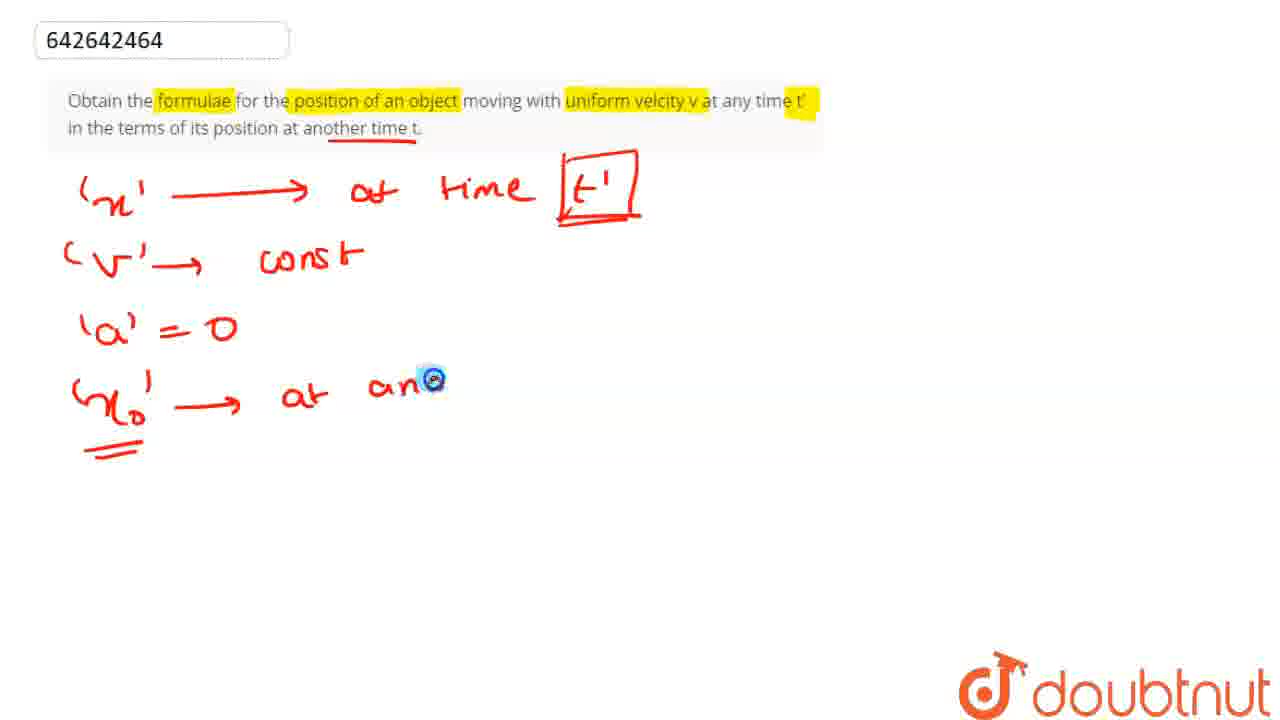 642642464
Obtain the formulae for the position of an object moving with uniform velcity v at any time t'
in the terms of its position at another time t.
'x' → at time t'
'v' → const
'a' = 0
'x₀' → at ano
doubtnut